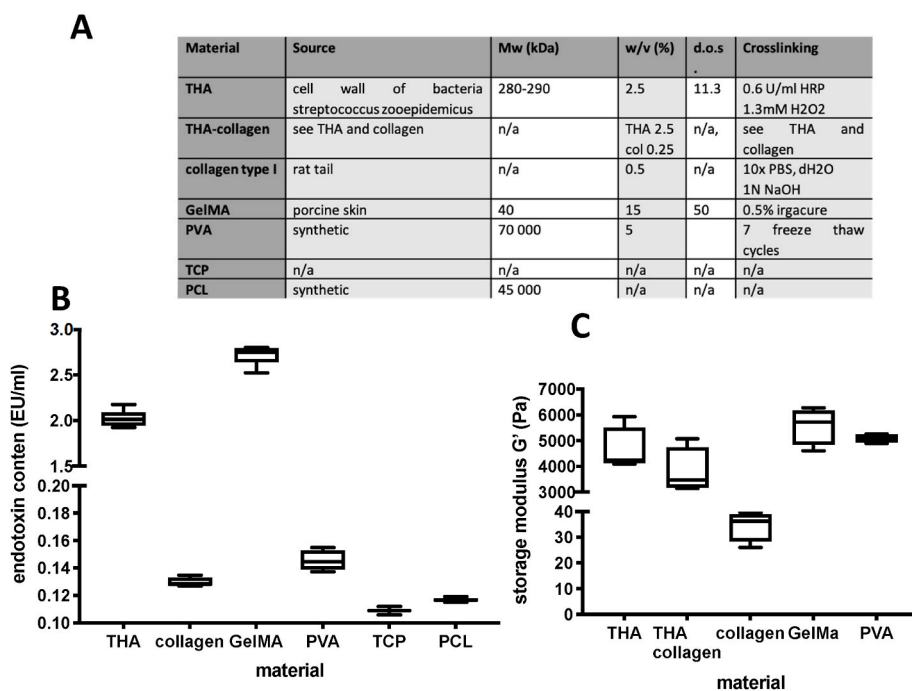 A
Material Source Mw (kDa) w/v (%) d.o.s Crosslinking
.
THA cell wall of bacteria 280-290 2.5 11.3 0.6 U/ml HRP
streptococcus zooepidemicus 1.3mM H2O2
THA-collagen see THA and collagen n/a THA 2.5 n/a, see THA and
col 0.25 collagen
collagen type I rat tail n/a 0.5 n/a 10x PBS, dH2O
1N NaOH
GelMA porcine skin 40 15 50 0.5% irgacure
PVA synthetic 70 000 5 7 freeze thaw
cycles
TCP n/a n/a n/a n/a n/a
PCL synthetic 45 000 n/a n/a n/a
B
endotoxin conten (EU/ml)
3.0
2.5
2.0
1.5
0.20
0.18
0.16
0.14
0.12
0.10
THA collagen GelMA PVA TCP PCL
material
C
storage modulus G' (Pa)
7000
6000
5000
4000
3000
40
30
20
10
0
THA THA collagen GelMa PVA
collagen
material